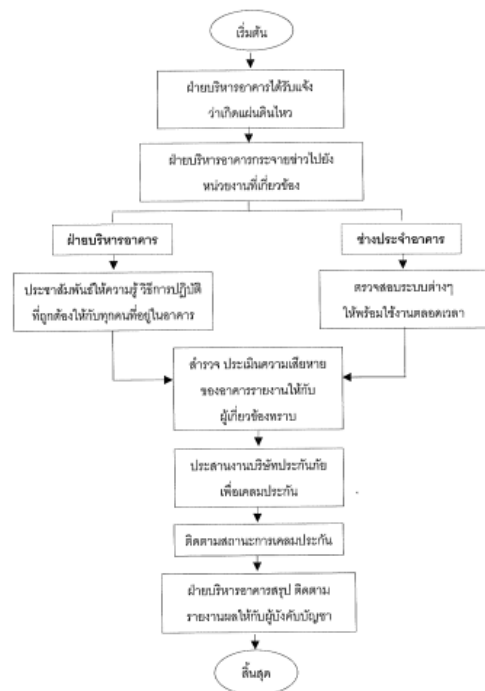 เริ่มต้น
ฝ่ายบริหารอาคารได้รับแจ้ง
ว่าเกิดแผ่นดินไหว
ฝ่ายบริหารอาคารกระจายข่าวไปยัง
หน่วยงานที่เกี่ยวข้อง
ฝ่ายบริหารอาคาร
ช่างประจำอาคาร
ประชาสัมพันธ์ให้ความรู้ วิธีการปฏิบัติ
ที่ถูกต้องให้กับทุกคนที่อยู่ในอาคาร
ตรวจสอบระบบต่างๆ
ให้พร้อมใช้งานตลอดเวลา
สำรวจ ประเมินความเสียหาย
ของอาคารรายงานให้กับ
ผู้เกี่ยวข้องทราบ
ประสานงานบริษัทประกันภัย
เพื่อเคลมประกัน
ติดตามสถานะการเคลมประกัน
ฝ่ายบริหารอาคารสรุป ติดตาม
รายงานผลให้กับผู้บังคับบัญชา
สิ้นสุด